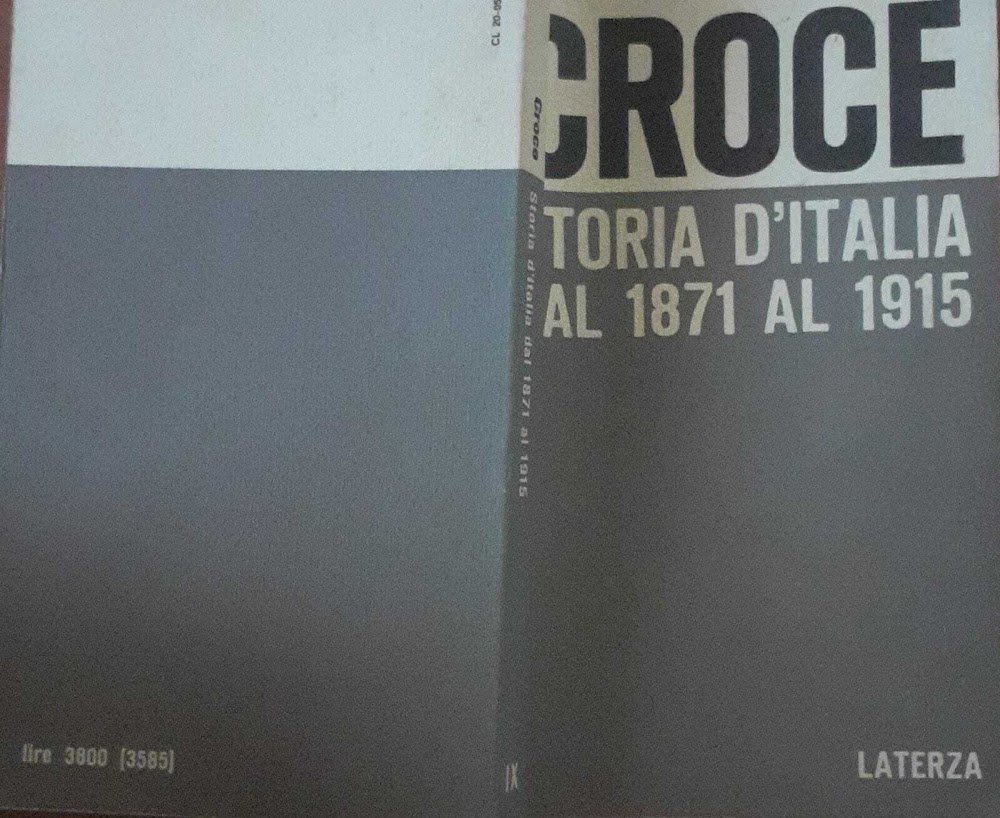 CL 20-05
CROCE
TORIA D'ITALIA
AL 1871 AL 1915
LATERZA
Croce
Storia d'Italia dal 1871 al 1915
lire 3800 (3585)